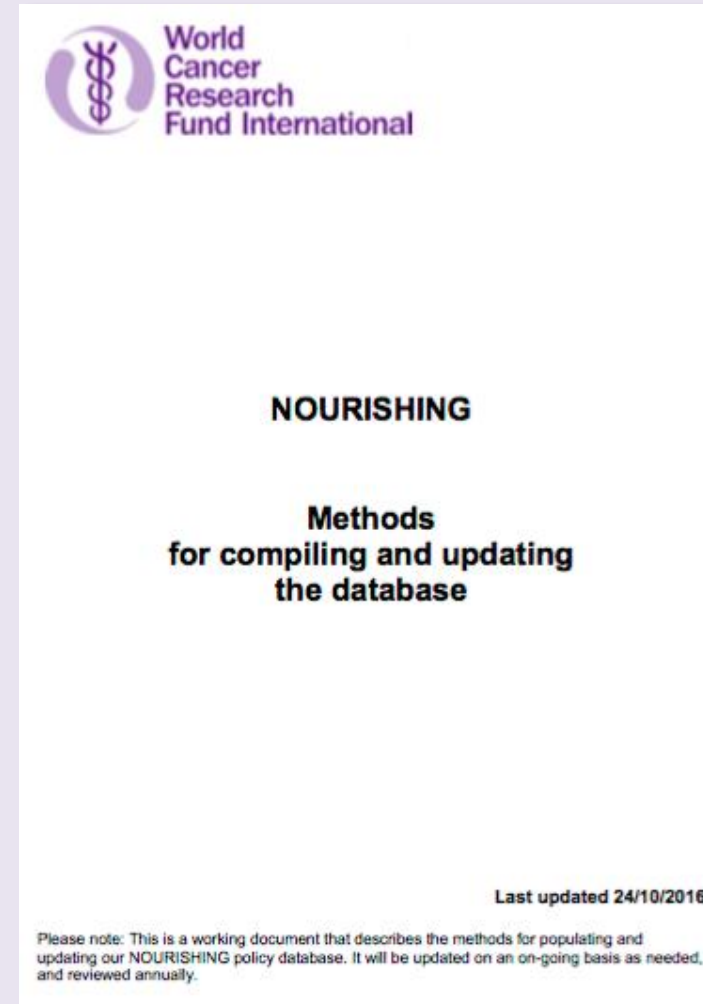 World
Cancer
Research
Fund International
NOURISHING
Methods
for compiling and updating
the database
Last updated 24/10/2016
Please note: This is a working document that describes the methods for populating and
updating our NOURISHING policy database. It will be updated on an on-going basis as needed,
and reviewed annually.